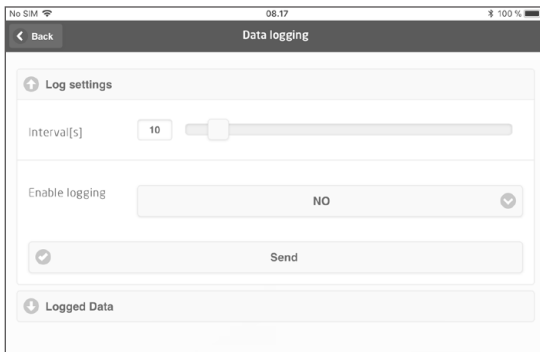 No SIM 08.17 100 %
Back Data logging
Log settings
Interval[s] 10
Enable logging NO
Send
Logged Data